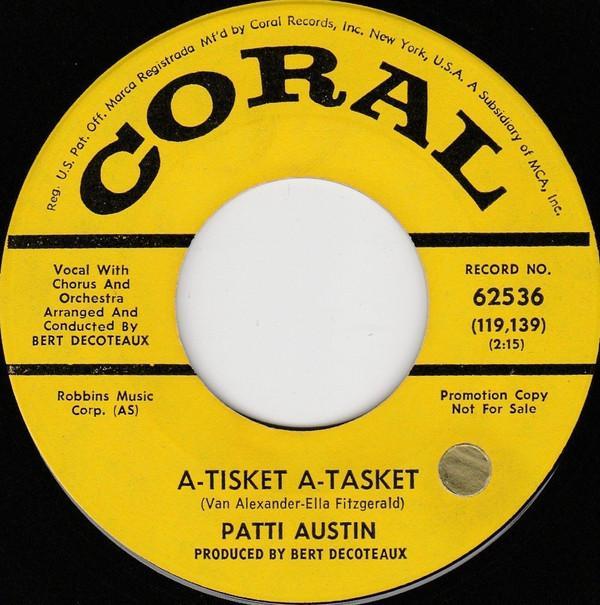 Reg. U.S. Pat. Off. Marca Registrada Mf'd by Coral Records, Inc. New York, U.S.A. A Subsidiary of MCA, Inc.
CORAL
Vocal With
Chorus And
Orchestra
Arranged And
Conducted By
BERT DECOTEAUX
RECORD NO.
62536
(119,139)
(2:15)
Robbins Music
Corp. (AS)
Promotion Copy
Not For Sale
A-TISKET A-TASKET
(Van Alexander-Ella Fitzgerald)
PATTI AUSTIN
PRODUCED BY BERT DECOTEAUX